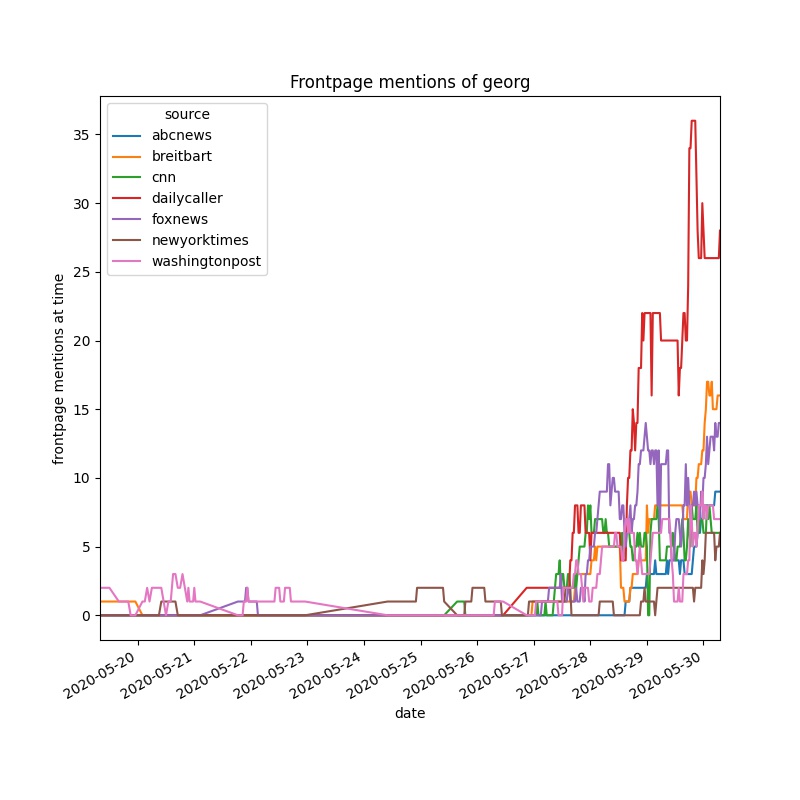 Frontpage mentions of georg
source
abcnews
breitbart
cnn
dailycaller
foxnews
newyorktimes
washingtonpost
frontpage mentions at time
35
30
25
20
15
10
5
0
2020-05-20
2020-05-21
2020-05-22
2020-05-23
2020-05-24
2020-05-25
2020-05-26
2020-05-27
2020-05-28
2020-05-29
2020-05-30
date